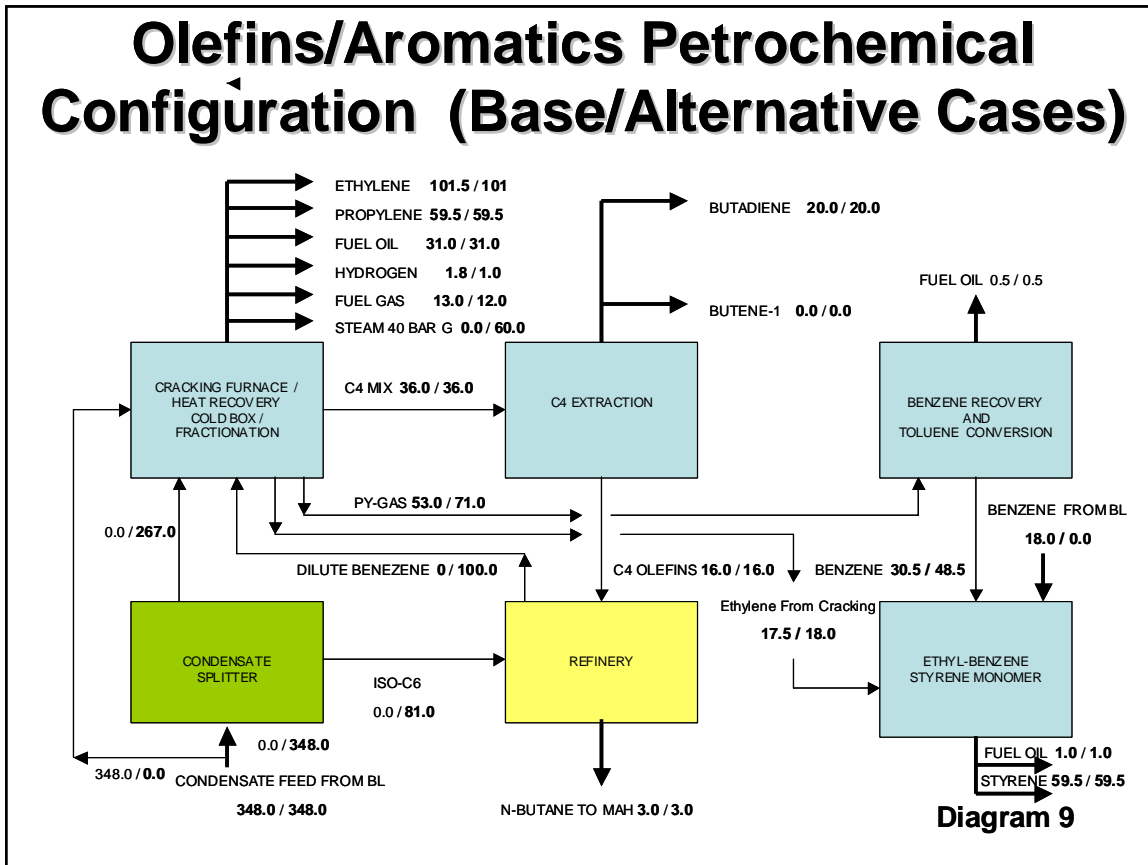 Olefins/Aromatics Petrochemical
Configuration (Base/Alternative Cases)
ETHYLENE 101.5 / 101
PROPYLENE 59.5 / 59.5
FUEL OIL 31.0 / 31.0
HYDROGEN 1.8 / 1.0
FUEL GAS 13.0 / 12.0
STEAM 40 BAR G 0.0 / 60.0
BUTADIENE 20.0 / 20.0
BUTENE-1 0.0 / 0.0
FUEL OIL 0.5 / 0.5
CRACKING FURNACE /
HEAT RECOVERY
COLD BOX /
FRACTIONATION
C4 MIX 36.0 / 36.0
C4 EXTRACTION
BENZENE RECOVERY
AND
TOLUENE CONVERSION
PY-GAS 53.0 / 71.0
0.0 / 267.0
BENZENE FROM BL
18.0 / 0.0
DILUTE BENEZENE 0 / 100.0
C4 OLEFINS 16.0 / 16.0
BENZENE 30.5 / 48.5
Ethylene From Cracking
17.5 / 18.0
CONDENSATE
SPLITTER
ISO-C6
0.0 / 81.0
REFINERY
ETHYL-BENZENE
STYRENE MONOMER
0.0 / 348.0
348.0 / 0.0
CONDENSATE FEED FROM BL
348.0 / 348.0
N-BUTANE TO MAH 3.0 / 3.0
FUEL OIL 1.0 / 1.0
STYRENE 59.5 / 59.5
Diagram 9